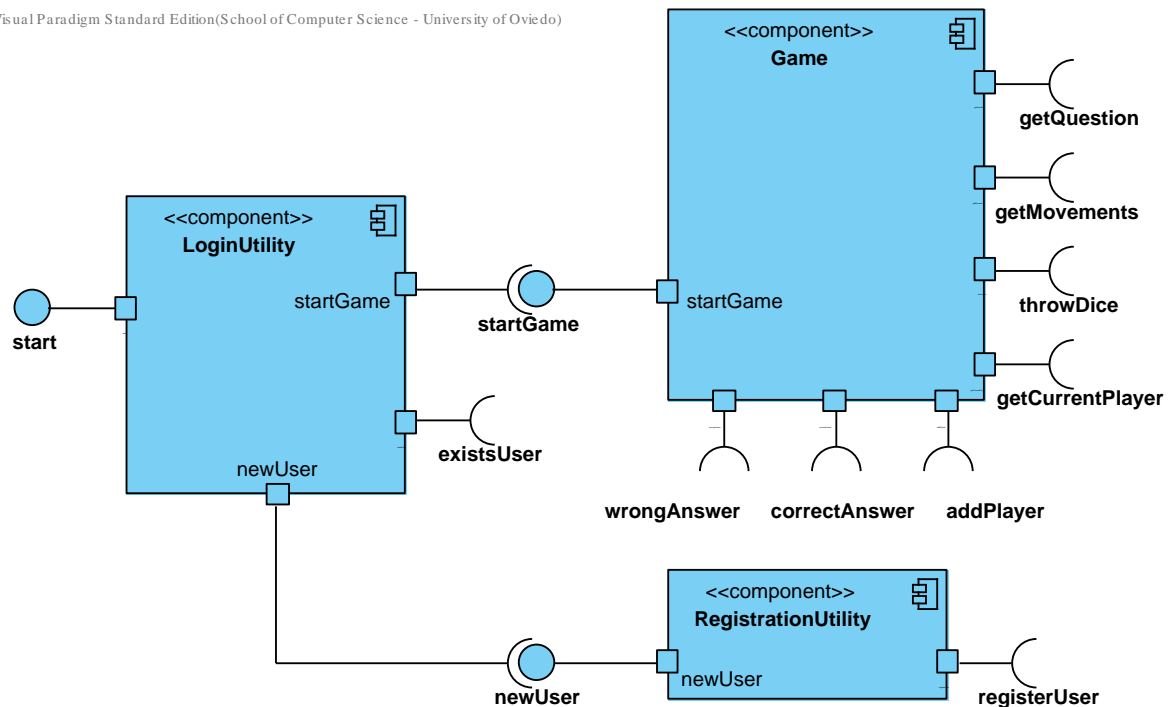 Visual Paradigm Standard Edition(School of Computer Science - University of Oviedo)
<<component>>
Game
getQuestion
getMovements
throwDice
getCurrentPlayer
startGame
wrongAnswer
correctAnswer
addPlayer
<<component>>
LoginUtility
startGame
start
startGame
existsUser
newUser
<<component>>
RegistrationUtility
newUser
newUser
registerUser